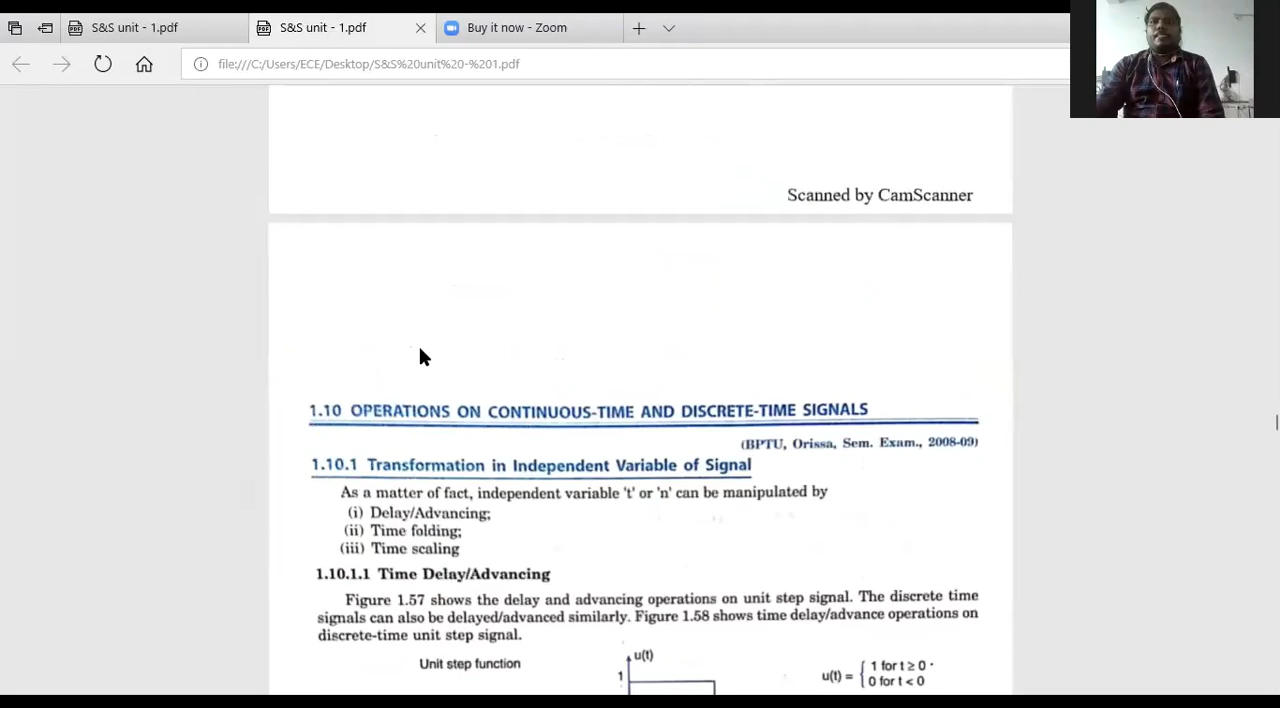 S&S unit - 1.pdf
S&S unit - 1.pdf
Buy it now - Zoom
file:///C:/Users/ECE/Desktop/S&S%20unit%20-%201.pdf
Scanned by CamScanner
1.10 OPERATIONS ON CONTINUOUS-TIME AND DISCRETE-TIME SIGNALS
(BPTU, Orissa, Sem. Exam., 2008-09)
1.10.1 Transformation in Independent Variable of Signal
As a matter of fact, independent variable 't' or 'n' can be manipulated by
(i) Delay/Advancing;
(ii) Time folding;
(iii) Time scaling
1.10.1.1 Time Delay/Advancing
Figure 1.57 shows the delay and advancing operations on unit step signal. The discrete time
signals can also be delayed/advanced similarly. Figure 1.58 shows time delay/advance operations on
discrete-time unit step signal.
Unit step function
u(t)
1
u(t) = { 1 for t ≥ 0
0 for t < 0